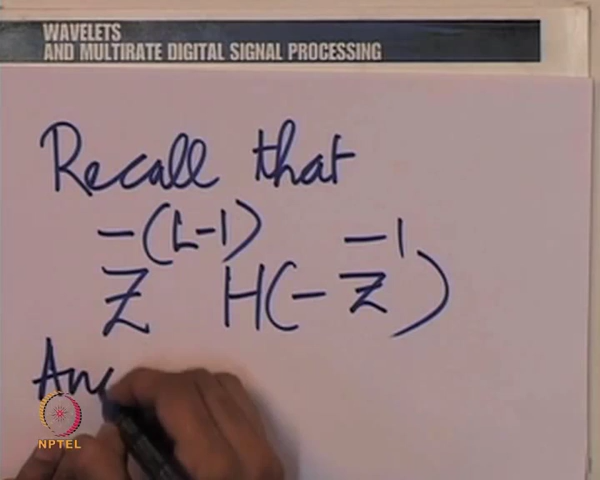 WAVELETS
AND MULTIRATE DIGITAL SIGNAL PROCESSING
Recall that
Z^-(L-1) H(-Z^-1)
NPTEL